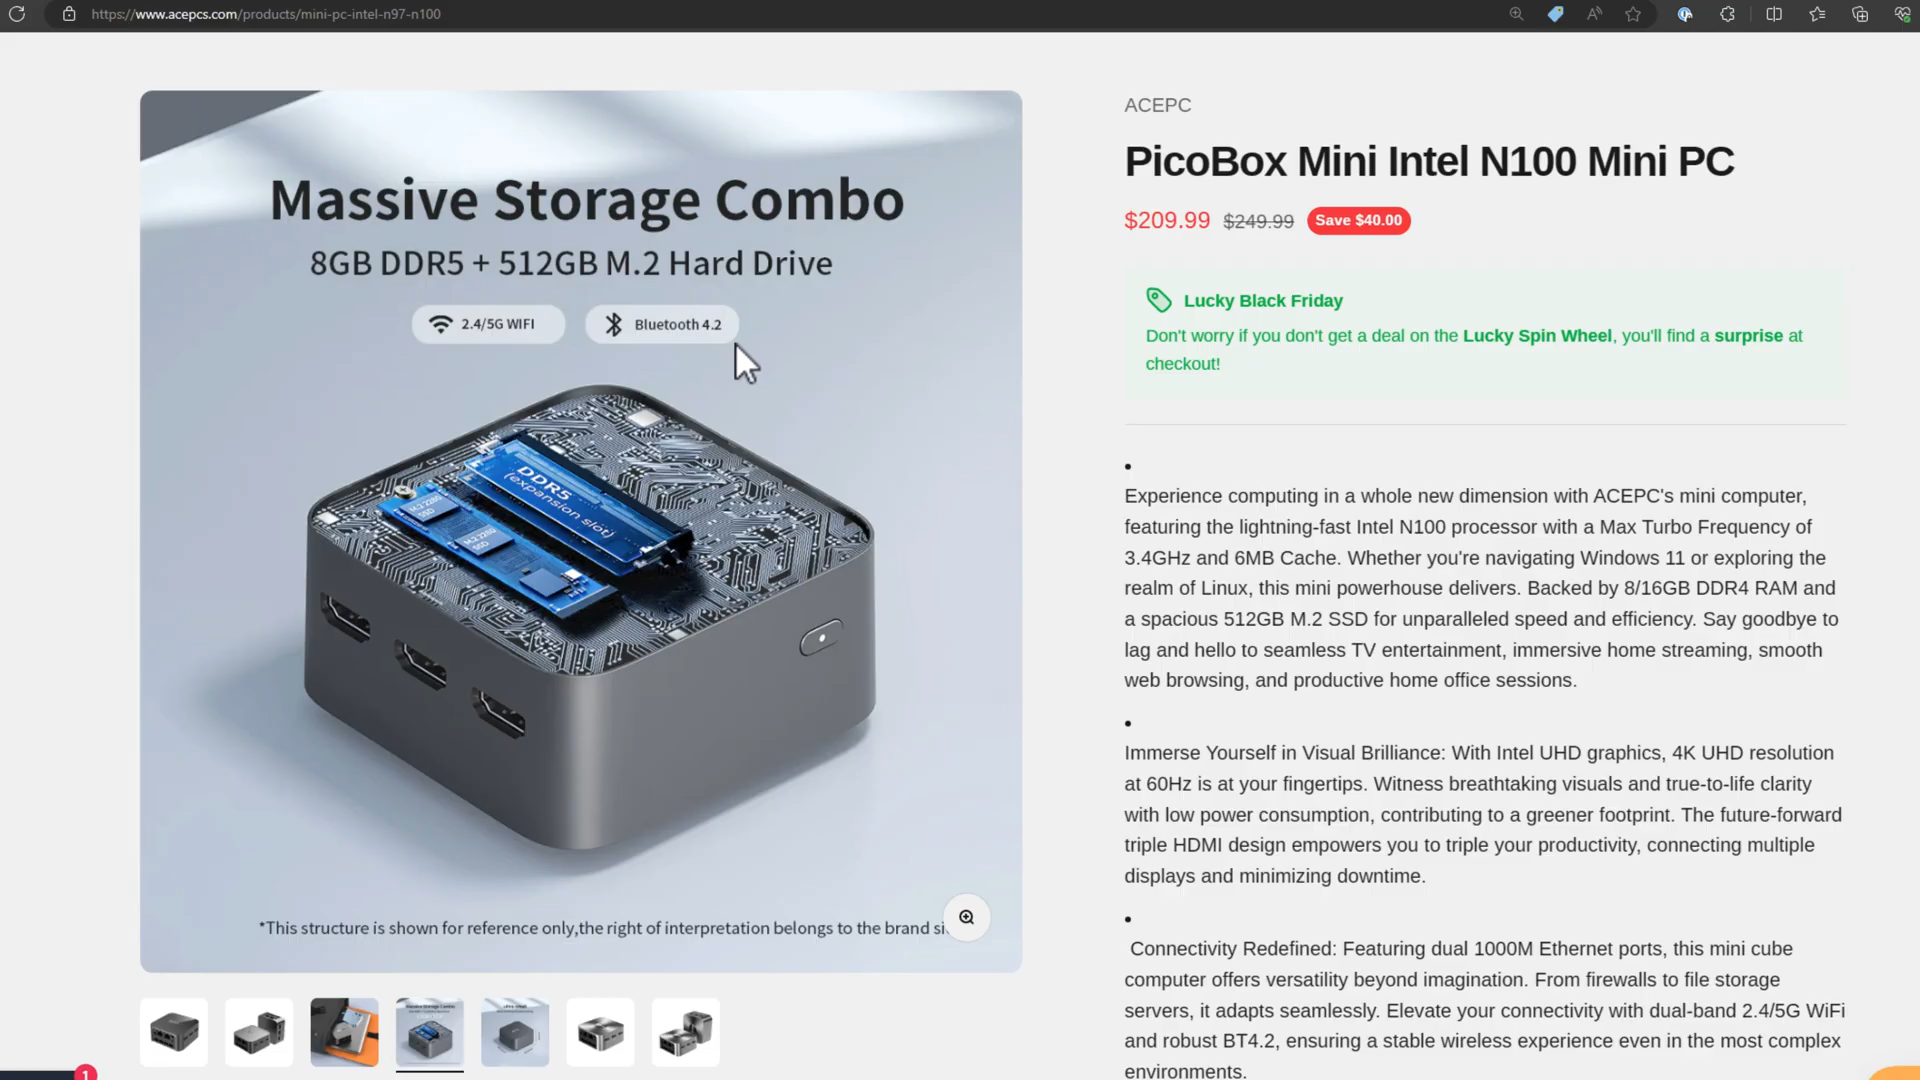 https://www.acepcs.com/products/mini-pc-intel-n97-n100
Massive Storage Combo
8GB DDR5 + 512GB M.2 Hard Drive
2.4/5G WIFI
Bluetooth 4.2
DDR5
(expansion slot)
M.2 2280
SSD
M.2 2280
SSD
*This structure is shown for reference only,the right of interpretation belongs to the brand si
ACEPC
PicoBox Mini Intel N100 Mini PC
$209.99 $249.99 Save $40.00
Lucky Black Friday
Don't worry if you don't get a deal on the Lucky Spin Wheel, you'll find a surprise at
checkout!
Experience computing in a whole new dimension with ACEPC's mini computer,
featuring the lightning-fast Intel N100 processor with a Max Turbo Frequency of
3.4GHz and 6MB Cache. Whether you're navigating Windows 11 or exploring the
realm of Linux, this mini powerhouse delivers. Backed by 8/16GB DDR4 RAM and
a spacious 512GB M.2 SSD for unparalleled speed and efficiency. Say goodbye to
lag and hello to seamless TV entertainment, immersive home streaming, smooth
web browsing, and productive home office sessions.
Immerse Yourself in Visual Brilliance: With Intel UHD graphics, 4K UHD resolution
at 60Hz is at your fingertips. Witness breathtaking visuals and true-to-life clarity
with low power consumption, contributing to a greener footprint. The future-forward
triple HDMI design empowers you to triple your productivity, connecting multiple
displays and minimizing downtime.
Connectivity Redefined: Featuring dual 1000M Ethernet ports, this mini cube
computer offers versatility beyond imagination. From firewalls to file storage
servers, it adapts seamlessly. Elevate your connectivity with dual-band 2.4/5G WiFi
and robust BT4.2, ensuring a stable wireless experience even in the most complex
environments.
Massive Storage Combo
1